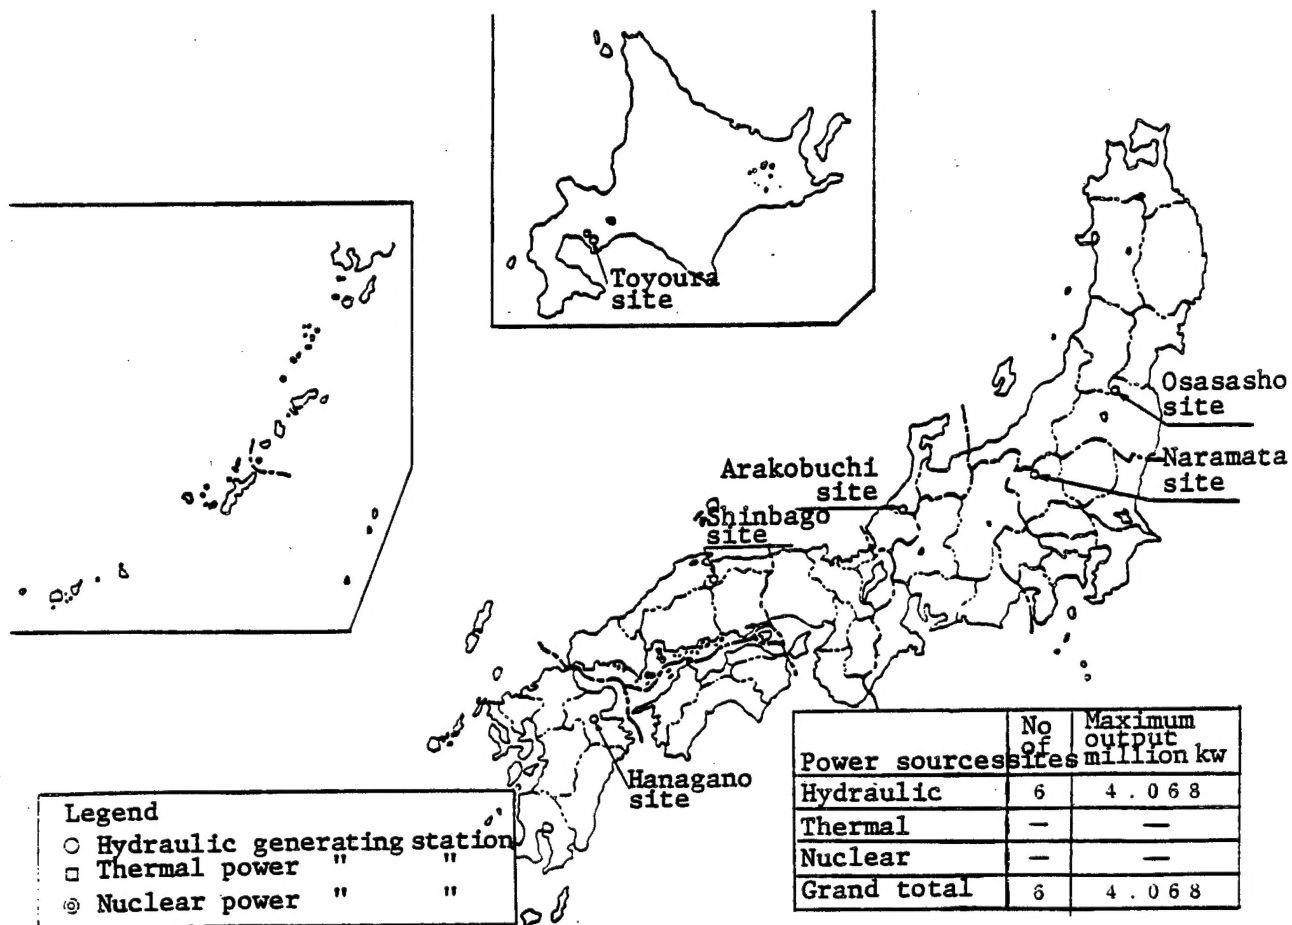 Toyoura
site
Osasasho
site
Naramata
site
Arakobuchi
site
Shinbago
site
Hanagano
site
Legend
○ Hydraulic generating station
□ Thermal power " "
◎ Nuclear power " "
Power sources No of sites Maximum output million kw
Hydraulic 6 4.068
Thermal — —
Nuclear — —
Grand total 6 4.068